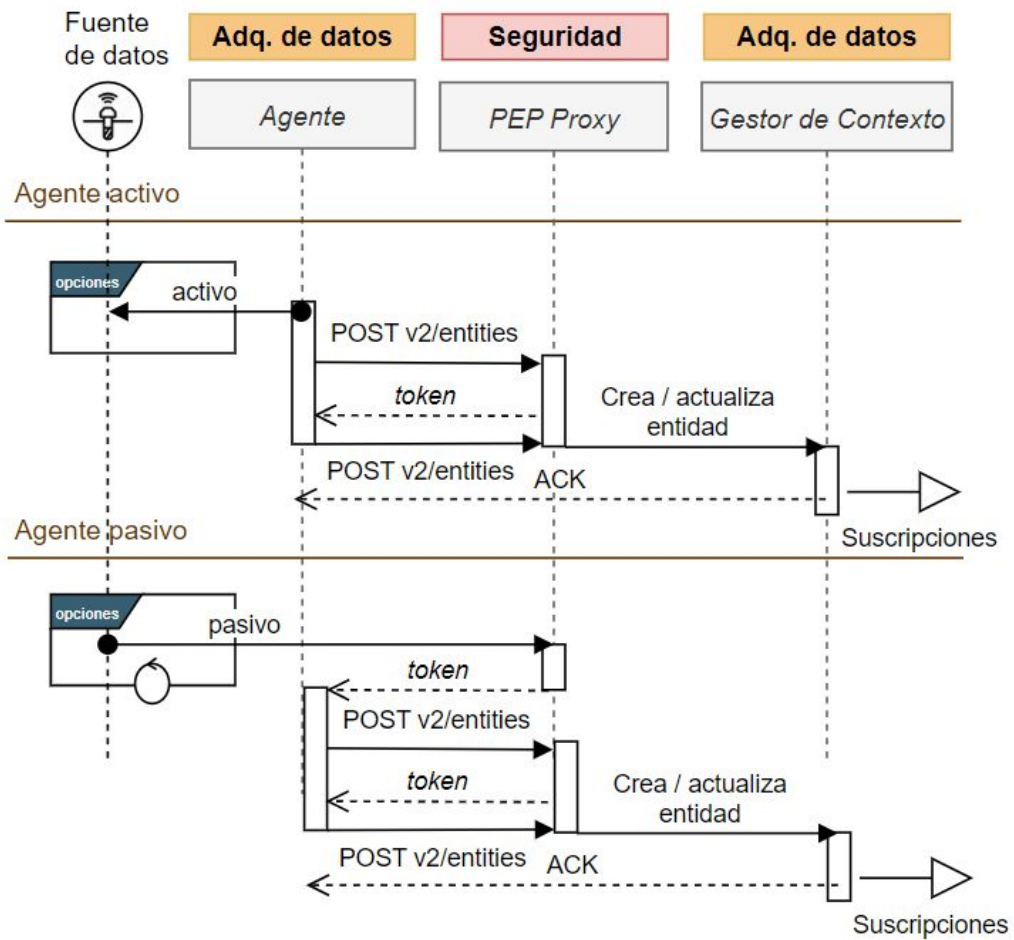 Fuente
de datos
Adq. de datos
Seguridad
Adq. de datos
Agente
PEP Proxy
Gestor de Contexto
Agente activo
opciones
activo
POST v2/entities
token
Crea / actualiza
entidad
POST v2/entities
ACK
Suscripciones
Agente pasivo
opciones
pasivo
token
POST v2/entities
token
Crea / actualiza
entidad
POST v2/entities
ACK
Suscripciones